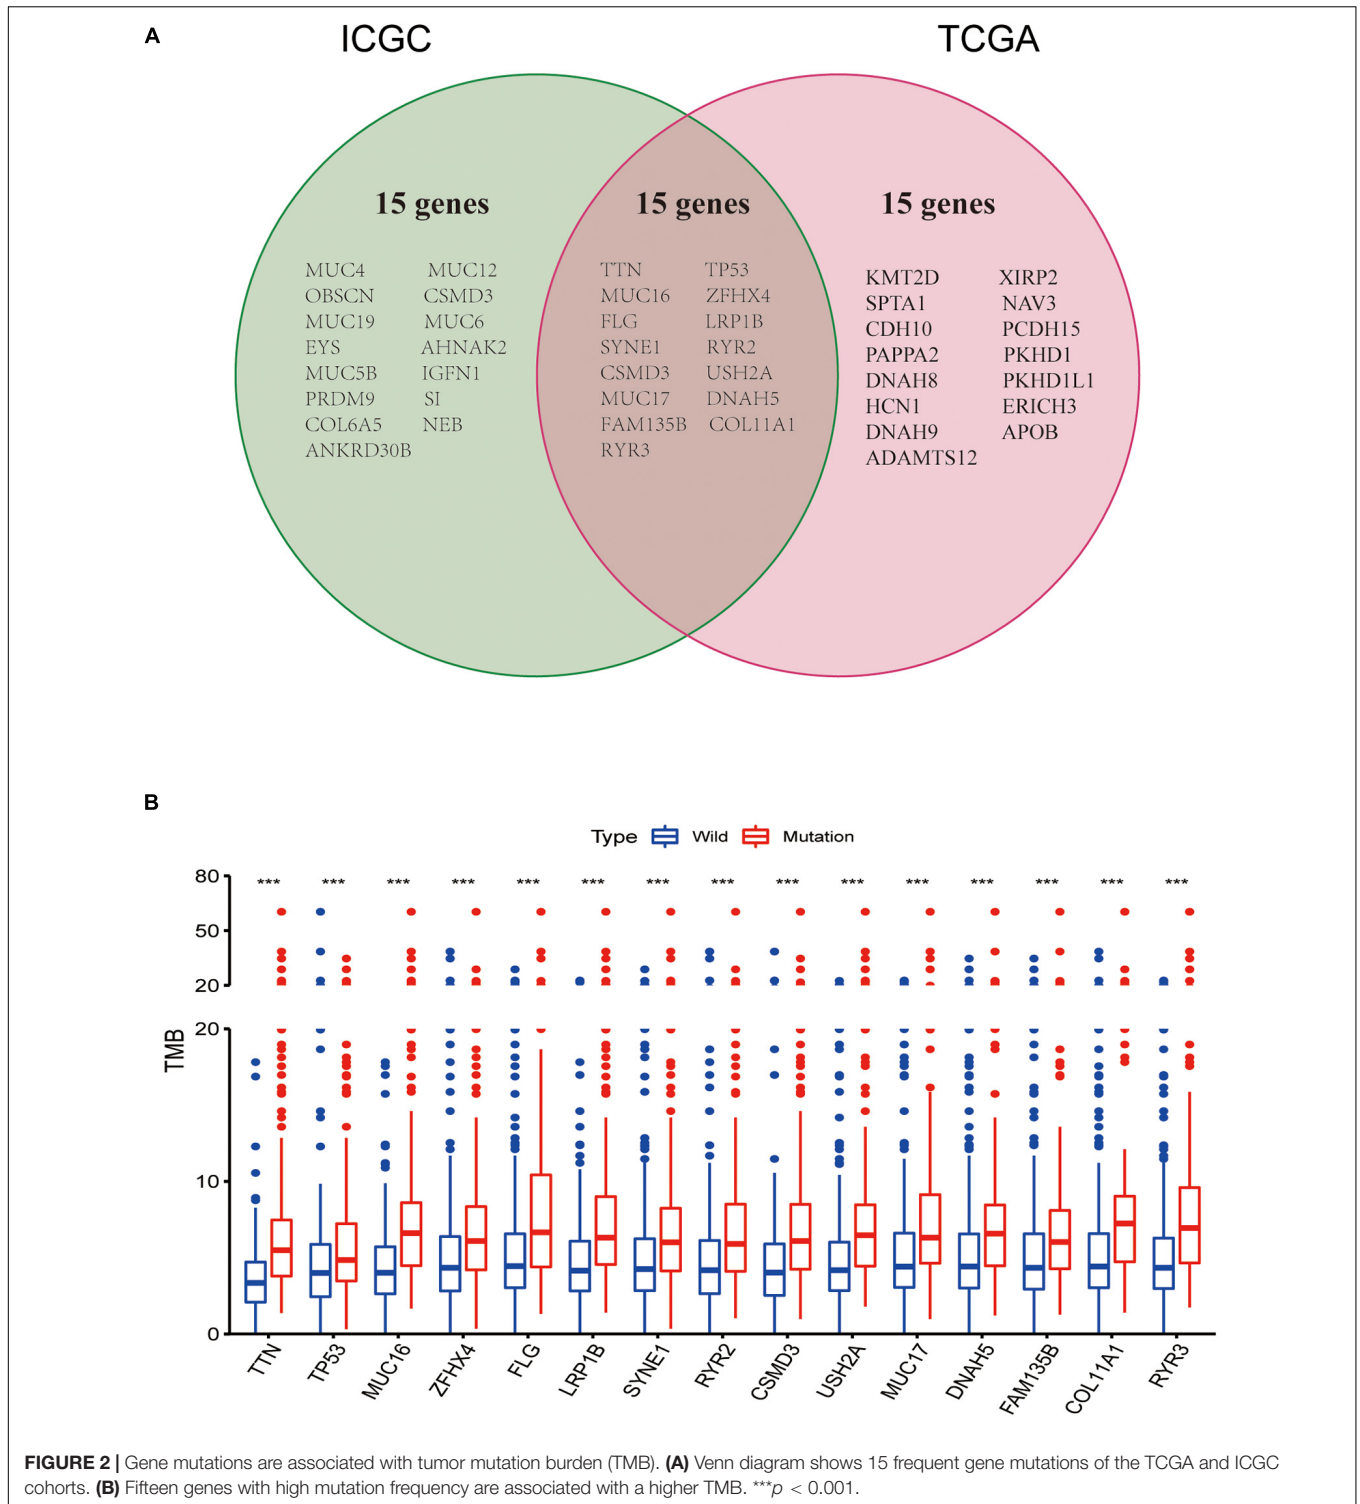 A
ICGC TCGA
15 genes 15 genes 15 genes
MUC4 MUC12
OBSCN CSMD3
MUC19 MUC6
EYS AHNAK2
MUC5B IGFN1
PRDM9 SI
COL6A5 NEB
ANKRD30B
TTN TP53
MUC16 ZFHX4
FLG LRP1B
SYNE1 RYR2
CSMD3 USH2A
MUC17 DNAH5
FAM135B COL11A1
RYR3
KMT2D XIRP2
SPTA1 NAV3
CDH10 PCDH15
PAPPA2 PKHD1
DNAH8 PKHD1L1
HCN1 ERICH3
DNAH9 APOB
ADAMTS12
B
Type Wild Mutation
80
*** *** *** *** *** *** *** *** *** *** *** *** *** *** ***
50
20
20
TMB
10
0
TTN TP53 MUC16 ZFHX4 FLG LRP1B SYNE1 RYR2 CSMD3 USH2A MUC17 DNAH5 FAM135B COL11A1 RYR3
FIGURE 2 | Gene mutations are associated with tumor mutation burden (TMB). (A) Venn diagram shows 15 frequent gene mutations of the TCGA and ICGC
cohorts. (B) Fifteen genes with high mutation frequency are associated with a higher TMB. ***p < 0.001.